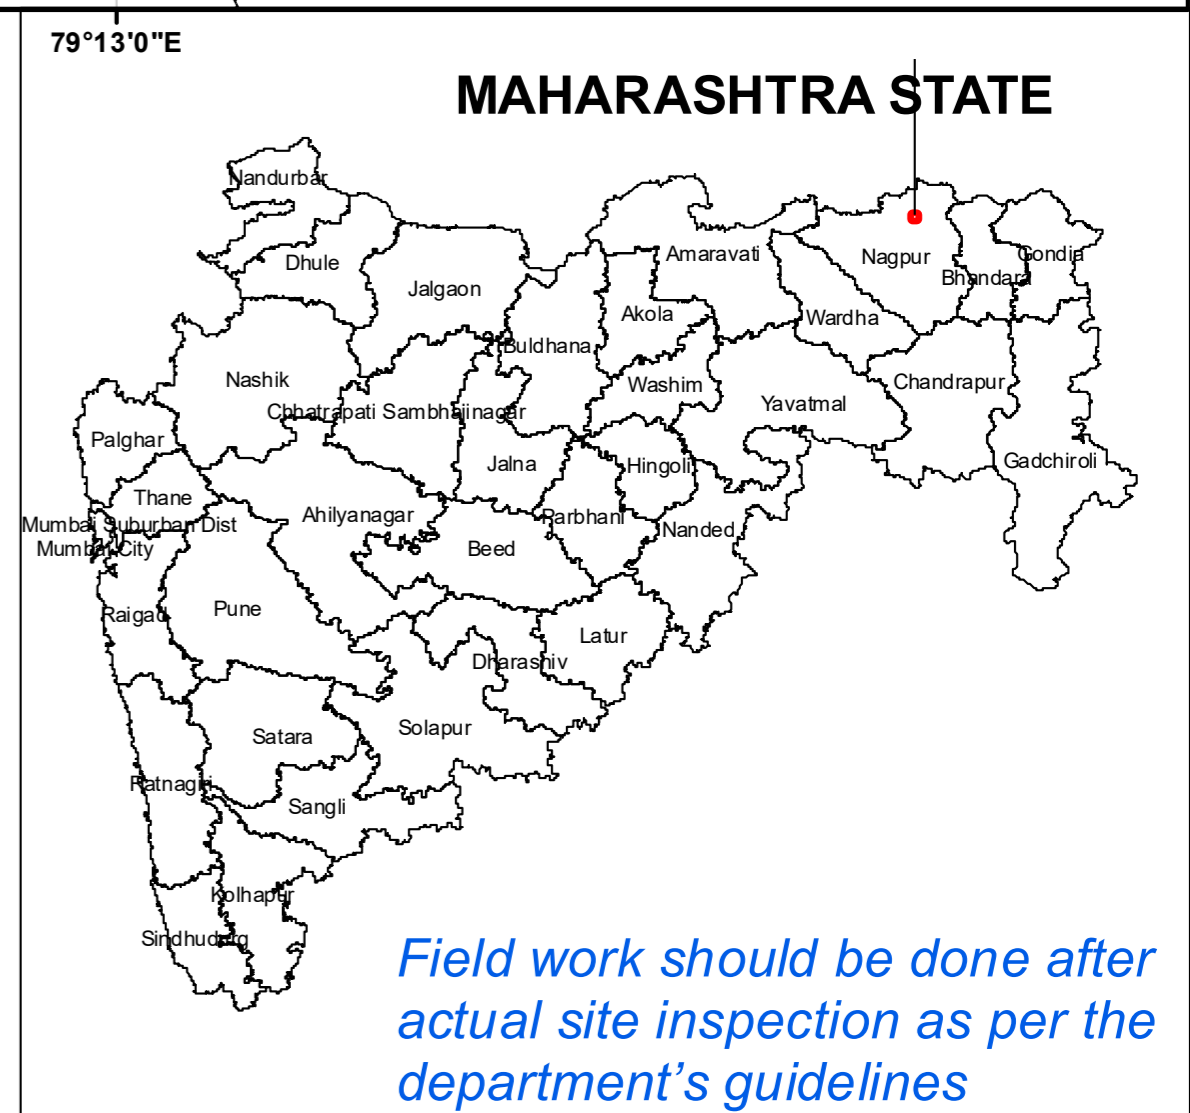 79°13'0"E
MAHARASHTRA STATE
Nandurbar
Dhule
Jalgaon
Amaravati
Nagpur
Gondia
Bhandara
Akola
Wardha
Buldhana
Nashik
Washim
Chandrapur
Chhatrapati Sambhajinagar
Yavatmal
Palghar
Jalna
Hingoli
Gadchiroli
Thane
Ahilyanagar
Parbhani
Mumbai Suburban Dist
Nanded
Mumbai City
Beed
Raigad
Pune
Latur
Dharashiv
Solapur
Satara
Ratnagiri
Sangli
Kolhapur
Sindhudurg
Field work should be done after
actual site inspection as per the
department’s guidelines